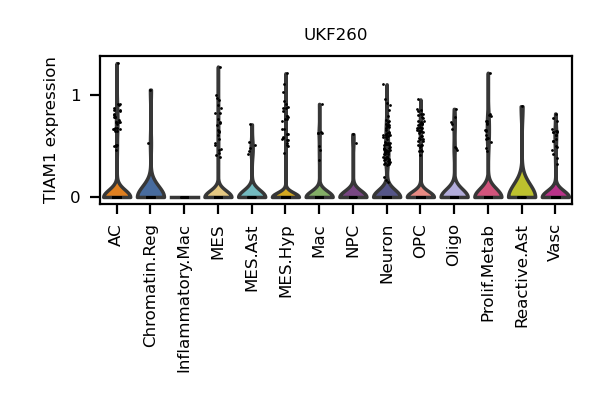 UKF260
TIAM1 expression
1
0
AC
Chromatin.Reg
Inflammatory.Mac
MES
MES.Ast
MES.Hyp
Mac
NPC
Neuron
OPC
Oligo
Prolif.Metab
Reactive.Ast
Vasc